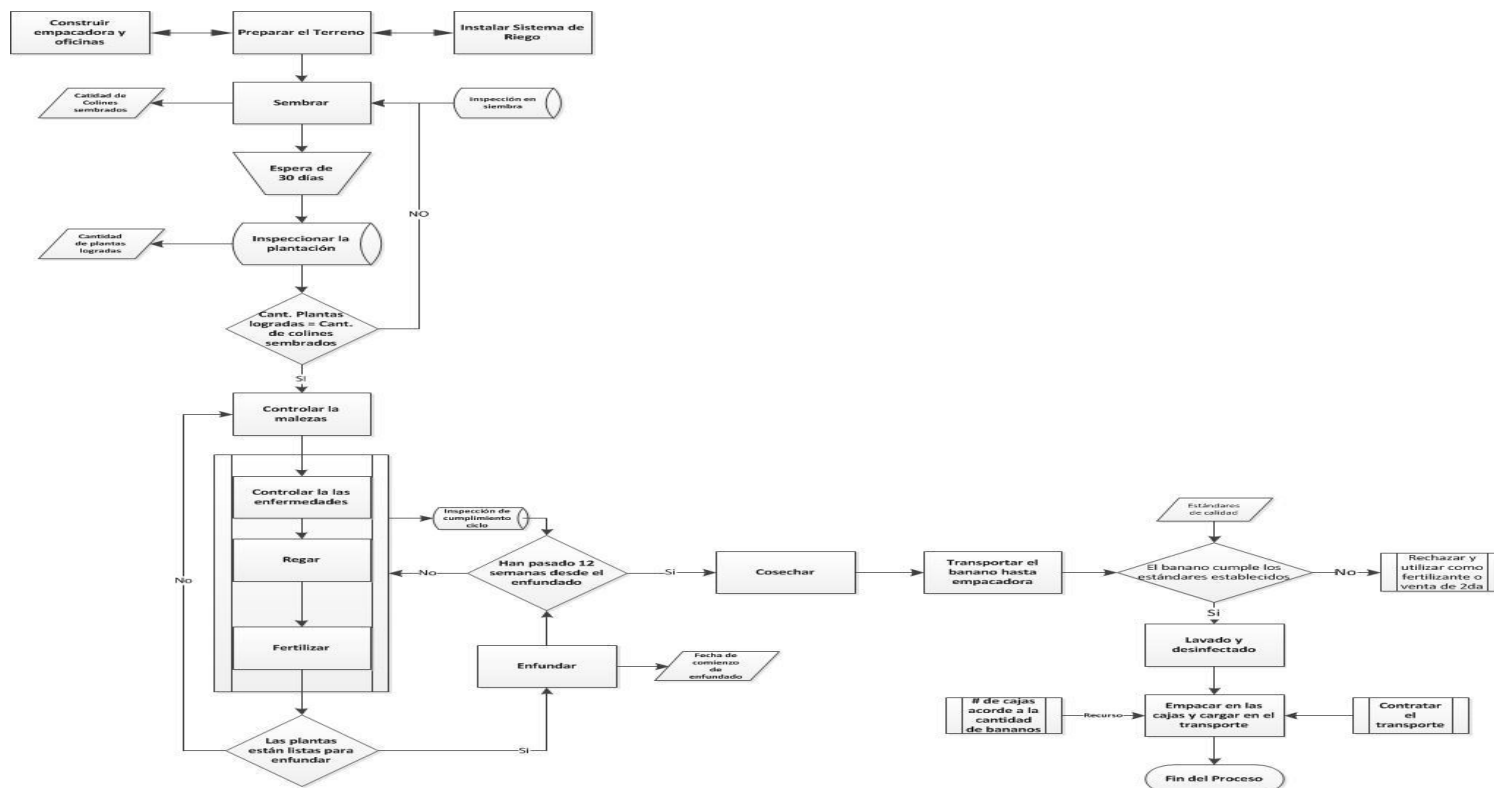 Construir
empacadora y
oficinas
Preparar el Terreno
Instalar Sistema de
Riego
Catidad de
Colines
sembrados
Sembrar
Inspección en
siembra
Espera de
30 días
NO
Cantidad
de plantas
logradas
Inspeccionar la
plantación
Cant. Plantas
logradas = Cant.
de colines
sembrados
Si
Controlar la
malezas
Controlar la las
enfermedades
Regar
Fertilizar
No
Las plantas
están listas para
enfundar
Si
Inspección de
cumplimiento
ciclo
No
Han pasado 12
semanas desde el
enfundado
Si
Enfundar
Fecha de
comienzo
de
enfundado
Cosechar
Transportar el
banano hasta
empacadora
Estándares
de calidad
El banano cumple los
estándares establecidos
No
Rechazar y
utilizar como
fertilizante o
venta de 2da
Si
Lavado y
desinfectado
# de cajas
acorde a la
cantidad
de bananos
Recurso
Empacar en las
cajas y cargar en el
transporte
Contratar
el
transporte
Fin del Proceso